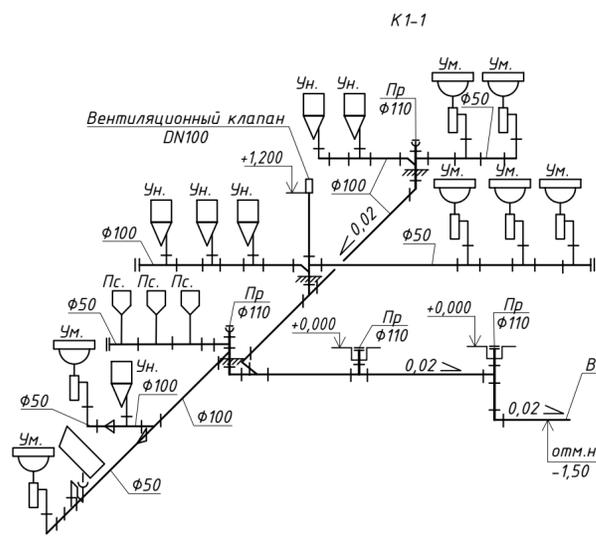 К1-1
Ум. Ум.
Ун. Ун. Пр
Ф110 Ф50
Вентиляционный клапан
DN100
+1,200
Ф100
Ум. Ум. Ум.
Ун. Ун. Ун.
0,02
Ф100 Ф50
Пс. Пс. Пс.
Ф50 Пр
Ф110
+0,000 Пр
Ф110
+0,000 Пр
Ф110
Ум.
Ун.
Ф100
0,02
Ф50
Ф100
0,02
В
Ум.
отм.н
-1,50
Ф50